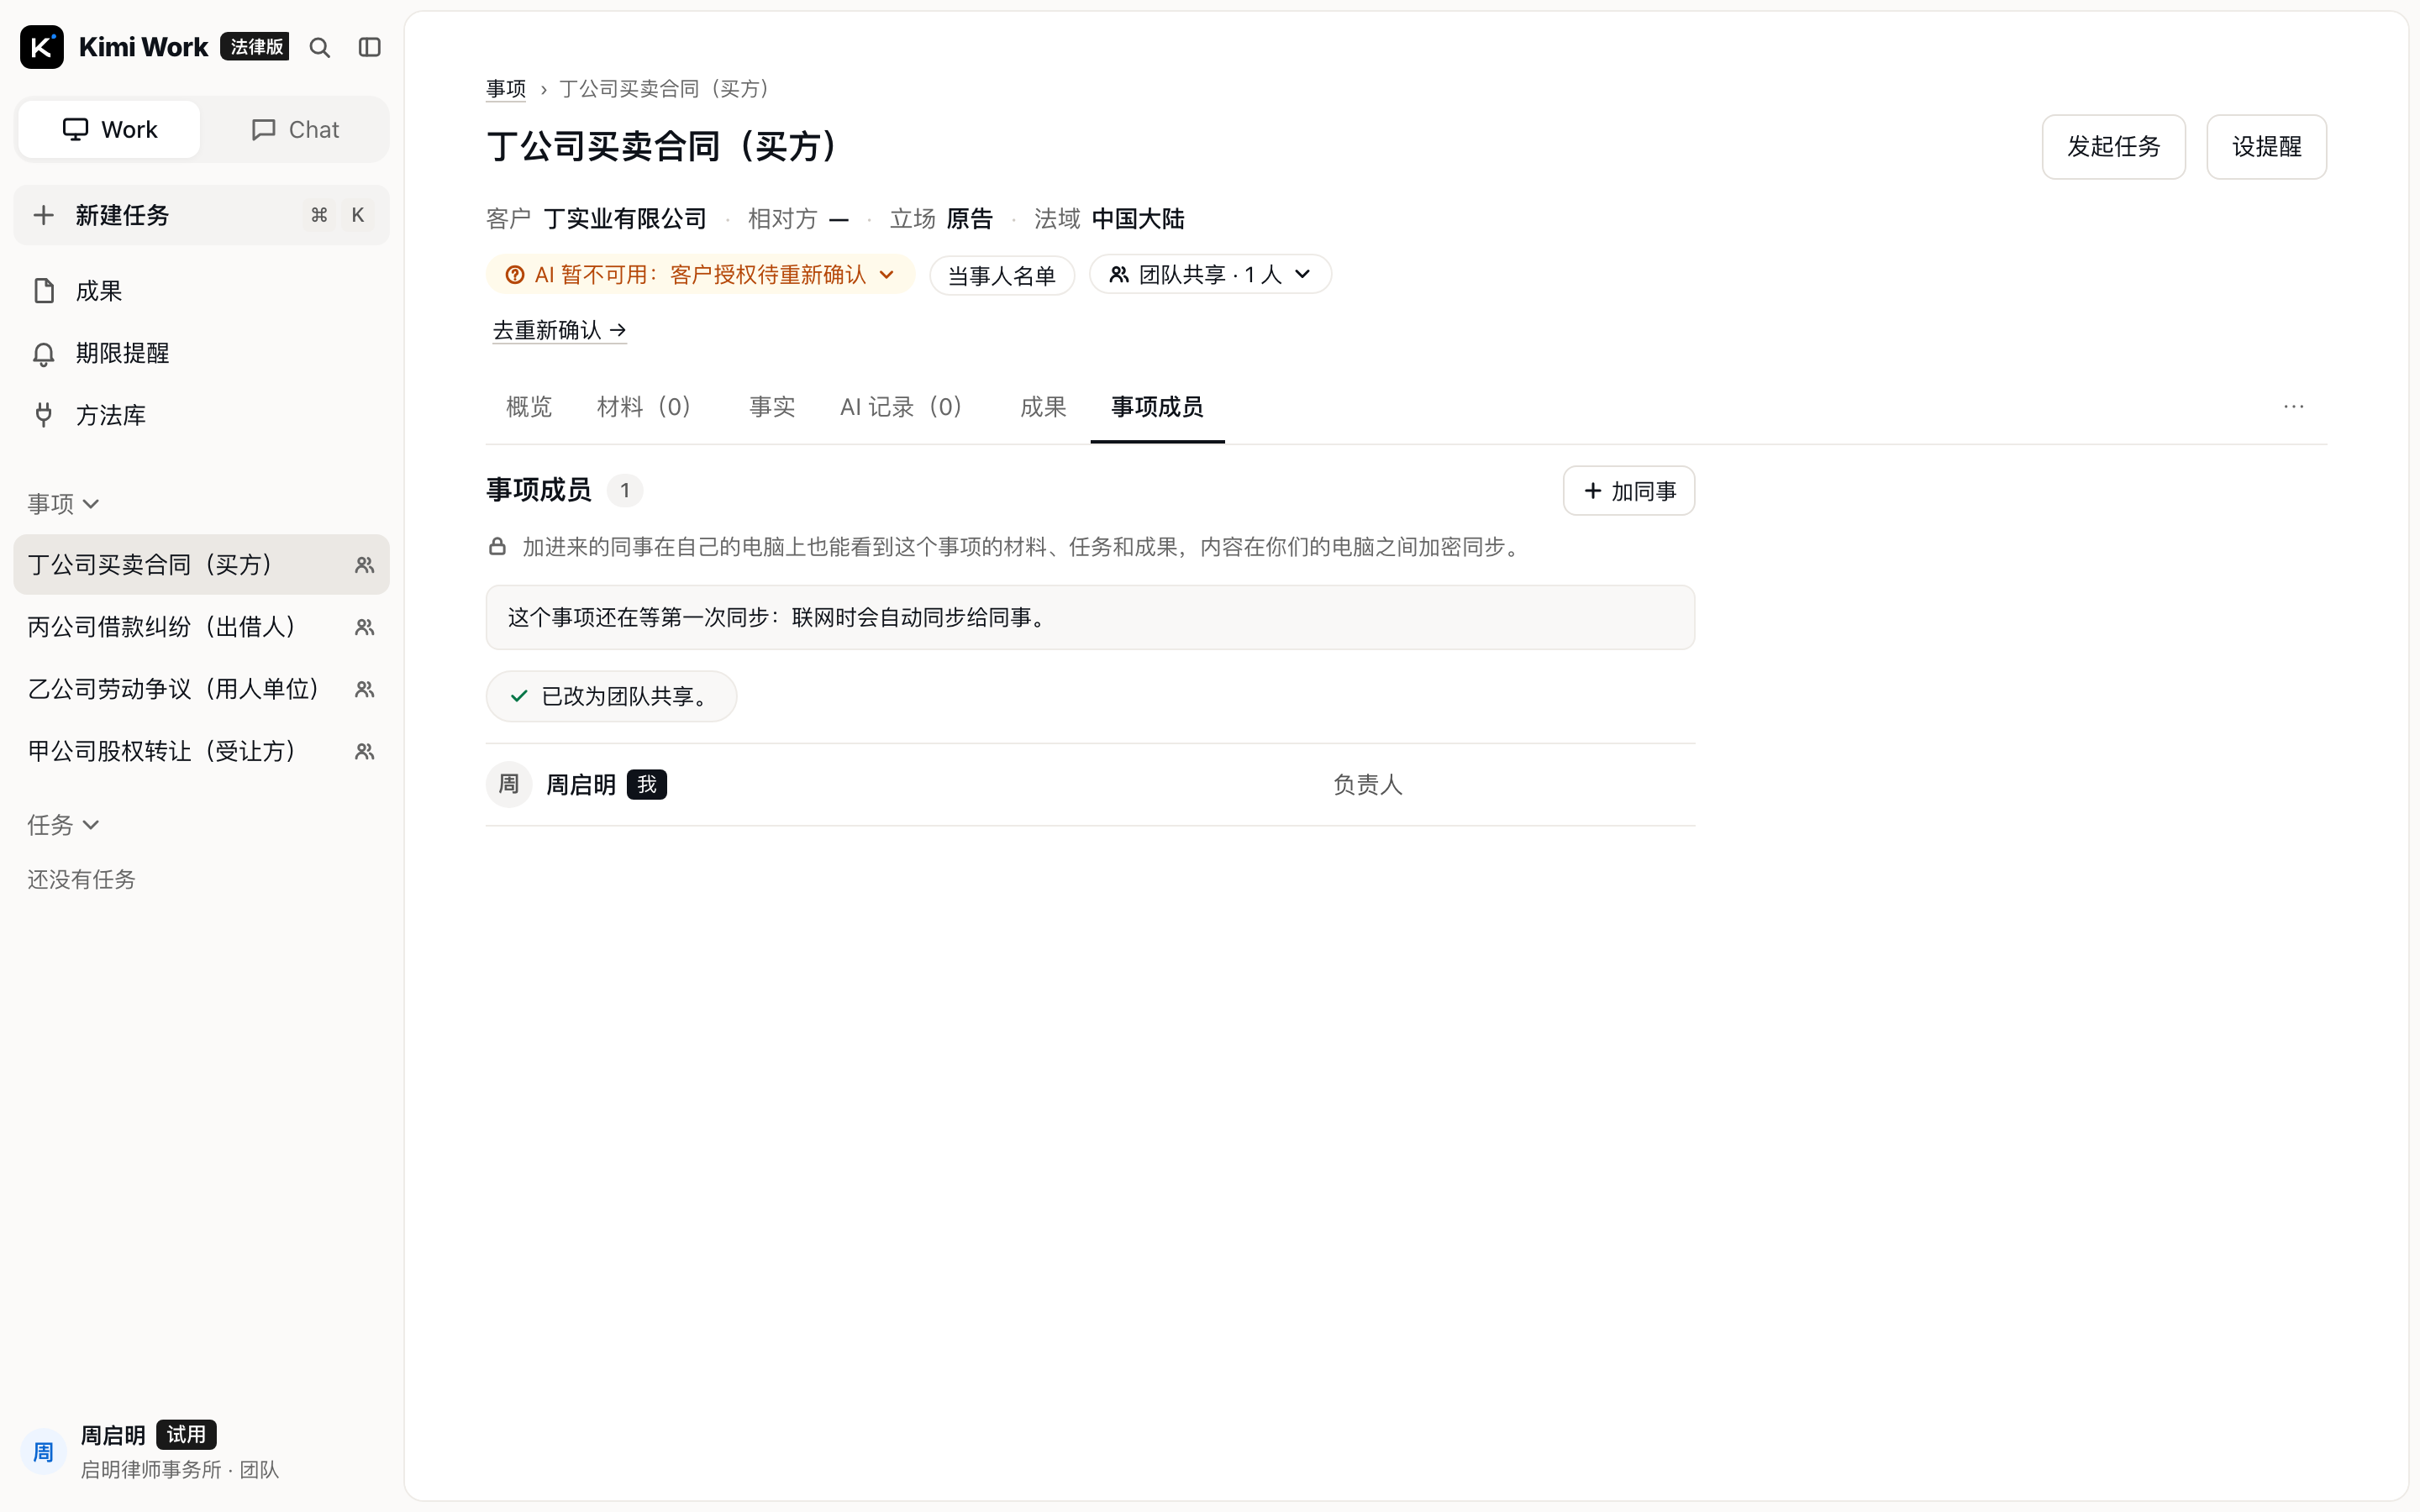 Kimi Work 法律版
Work
Chat
新建任务 ⌘ K
成果
期限提醒
方法库
事项
丁公司买卖合同（买方）
丙公司借款纠纷（出借人）
乙公司劳动争议（用人单位）
甲公司股权转让（受让方）
任务
还没有任务
周 周启明 试用
启明律师事务所 · 团队
事项 › 丁公司买卖合同（买方）
丁公司买卖合同（买方）
发起任务
设提醒
客户 丁实业有限公司 · 相对方 — · 立场 原告 · 法域 中国大陆
AI 暂不可用：客户授权待重新确认
当事人名单
团队共享 · 1 人
去重新确认 →
概览
材料（0）
事实
AI 记录（0）
成果
事项成员
···
事项成员 1
+ 加同事
加进来的同事在自己的电脑上也能看到这个事项的材料、任务和成果，内容在你们的电脑之间加密同步。
这个事项还在等第一次同步：联网时会自动同步给同事。
已改为团队共享。
周 周启明 我 负责人